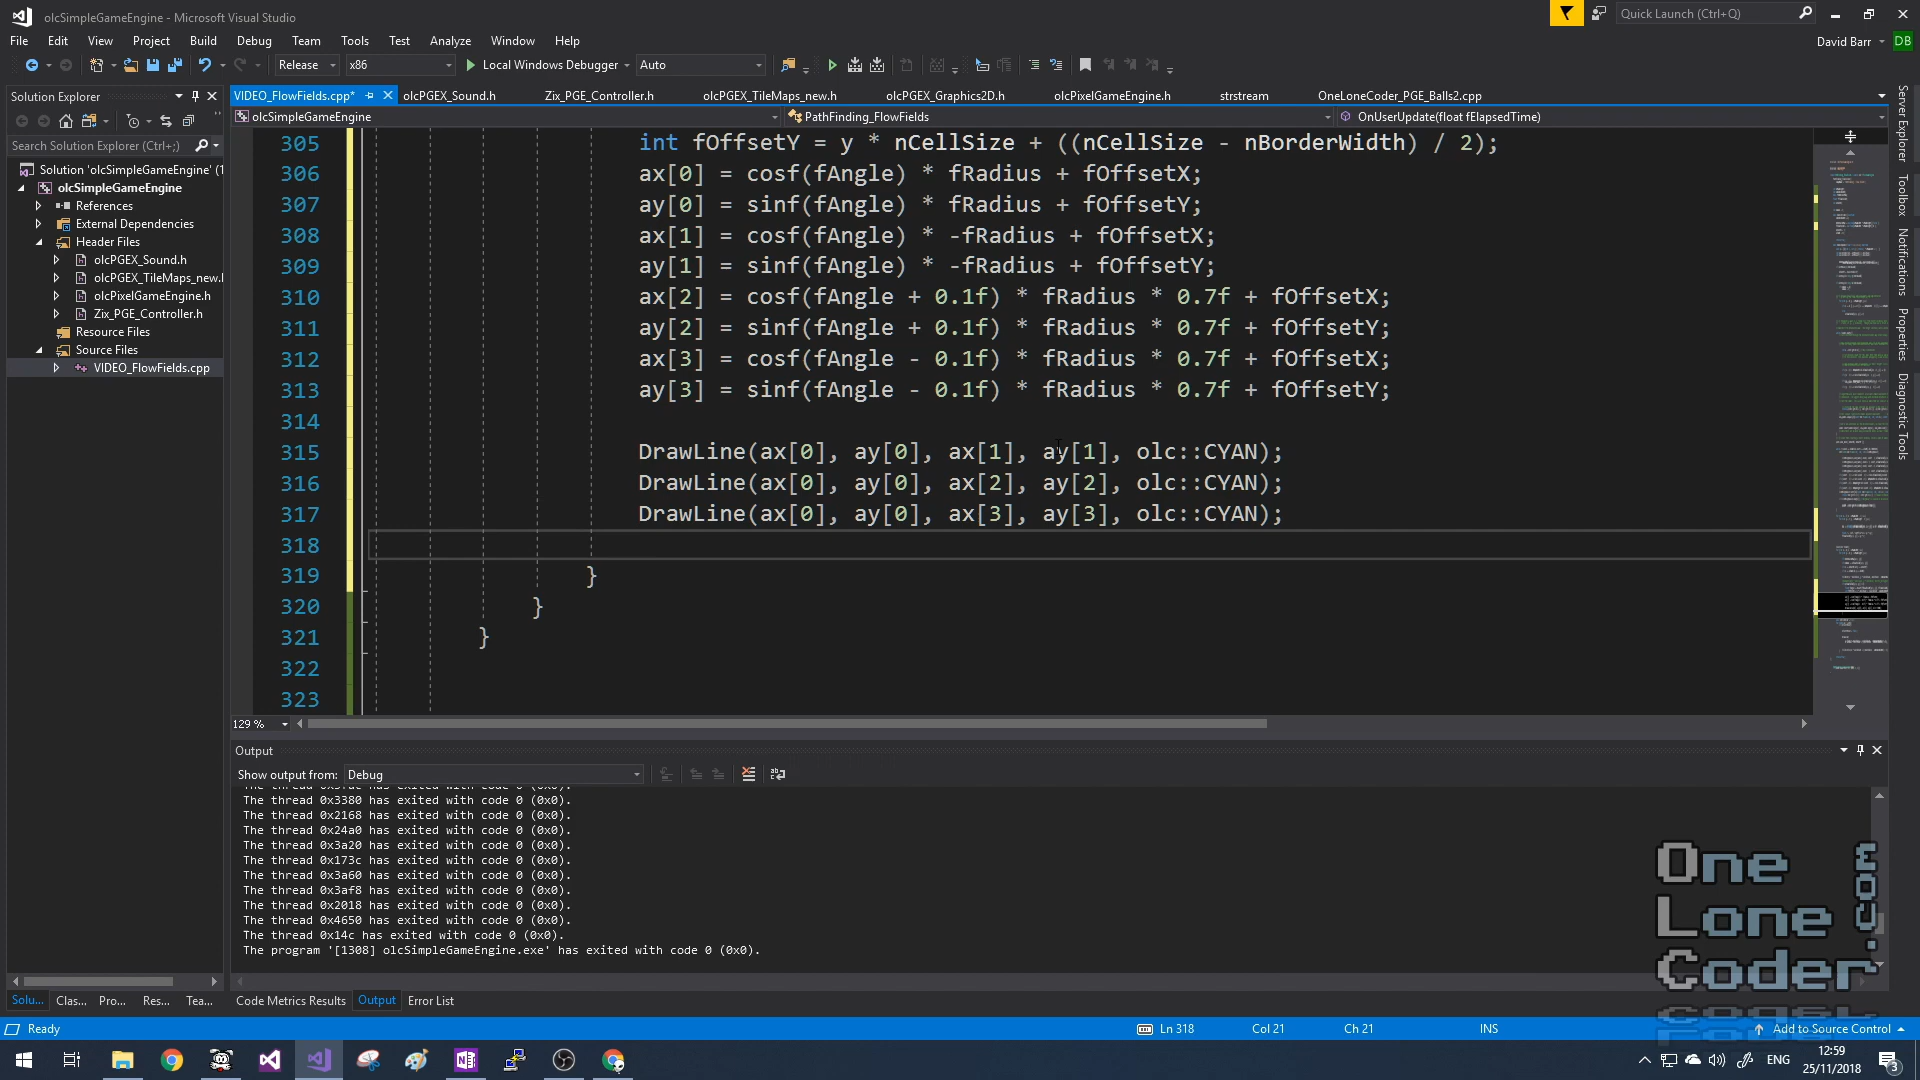 olcSimpleGameEngine - Microsoft Visual Studio
Quick Launch (Ctrl+Q)
File Edit View Project Build Debug Team Tools Test Analyze Window Help
David Barr DB
Release x86 Local Windows Debugger Auto
Solution Explorer
VIDEO_FlowFields.cpp* olcPGEX_Sound.h Zix_PGE_Controller.h olcPGEX_TileMaps_new.h olcPGEX_Graphics2D.h olcPixelGameEngine.h strstream OneLoneCoder_PGE_Balls2.cpp
olcSimpleGameEngine PathFinding_FlowFields OnUserUpdate(float fElapsedTime)
Search Solution Explorer (Ctrl+;)
Solution 'olcSimpleGameEngine' (1
olcSimpleGameEngine
References
External Dependencies
Header Files
olcPGEX_Sound.h
olcPGEX_TileMaps_new.h
olcPixelGameEngine.h
Zix_PGE_Controller.h
Resource Files
Source Files
VIDEO_FlowFields.cpp
305 int fOffsetY = y * nCellSize + ((nCellSize - nBorderWidth) / 2);
306 ax[0] = cosf(fAngle) * fRadius + fOffsetX;
307 ay[0] = sinf(fAngle) * fRadius + fOffsetY;
308 ax[1] = cosf(fAngle) * -fRadius + fOffsetX;
309 ay[1] = sinf(fAngle) * -fRadius + fOffsetY;
310 ax[2] = cosf(fAngle + 0.1f) * fRadius * 0.7f + fOffsetX;
311 ay[2] = sinf(fAngle + 0.1f) * fRadius * 0.7f + fOffsetY;
312 ax[3] = cosf(fAngle - 0.1f) * fRadius * 0.7f + fOffsetX;
313 ay[3] = sinf(fAngle - 0.1f) * fRadius * 0.7f + fOffsetY;
314
315 DrawLine(ax[0], ay[0], ax[1], ay[1], olc::CYAN);
316 DrawLine(ax[0], ay[0], ax[2], ay[2], olc::CYAN);
317 DrawLine(ax[0], ay[0], ax[3], ay[3], olc::CYAN);
318
319 }
320 }
321 }
322
323
129 %
Server Explorer
Toolbox
Notifications
Properties
Diagnostic Tools
Output
Show output from: Debug
The thread 0x3380 has exited with code 0 (0x0).
The thread 0x2168 has exited with code 0 (0x0).
The thread 0x24a0 has exited with code 0 (0x0).
The thread 0x3a20 has exited with code 0 (0x0).
The thread 0x173c has exited with code 0 (0x0).
The thread 0x3a60 has exited with code 0 (0x0).
The thread 0x3af8 has exited with code 0 (0x0).
The thread 0x2018 has exited with code 0 (0x0).
The thread 0x4650 has exited with code 0 (0x0).
The thread 0x14c has exited with code 0 (0x0).
The program '[1308] olcSimpleGameEngine.exe' has exited with code 0 (0x0).
One
Lone
Coder
.com
Solu... Clas... Pro... Res... Tea... Code Metrics Results Output Error List
Ready Ln 318 Col 21 Ch 21 INS Add to Source Control
ENG 12:59
25/11/2018
3